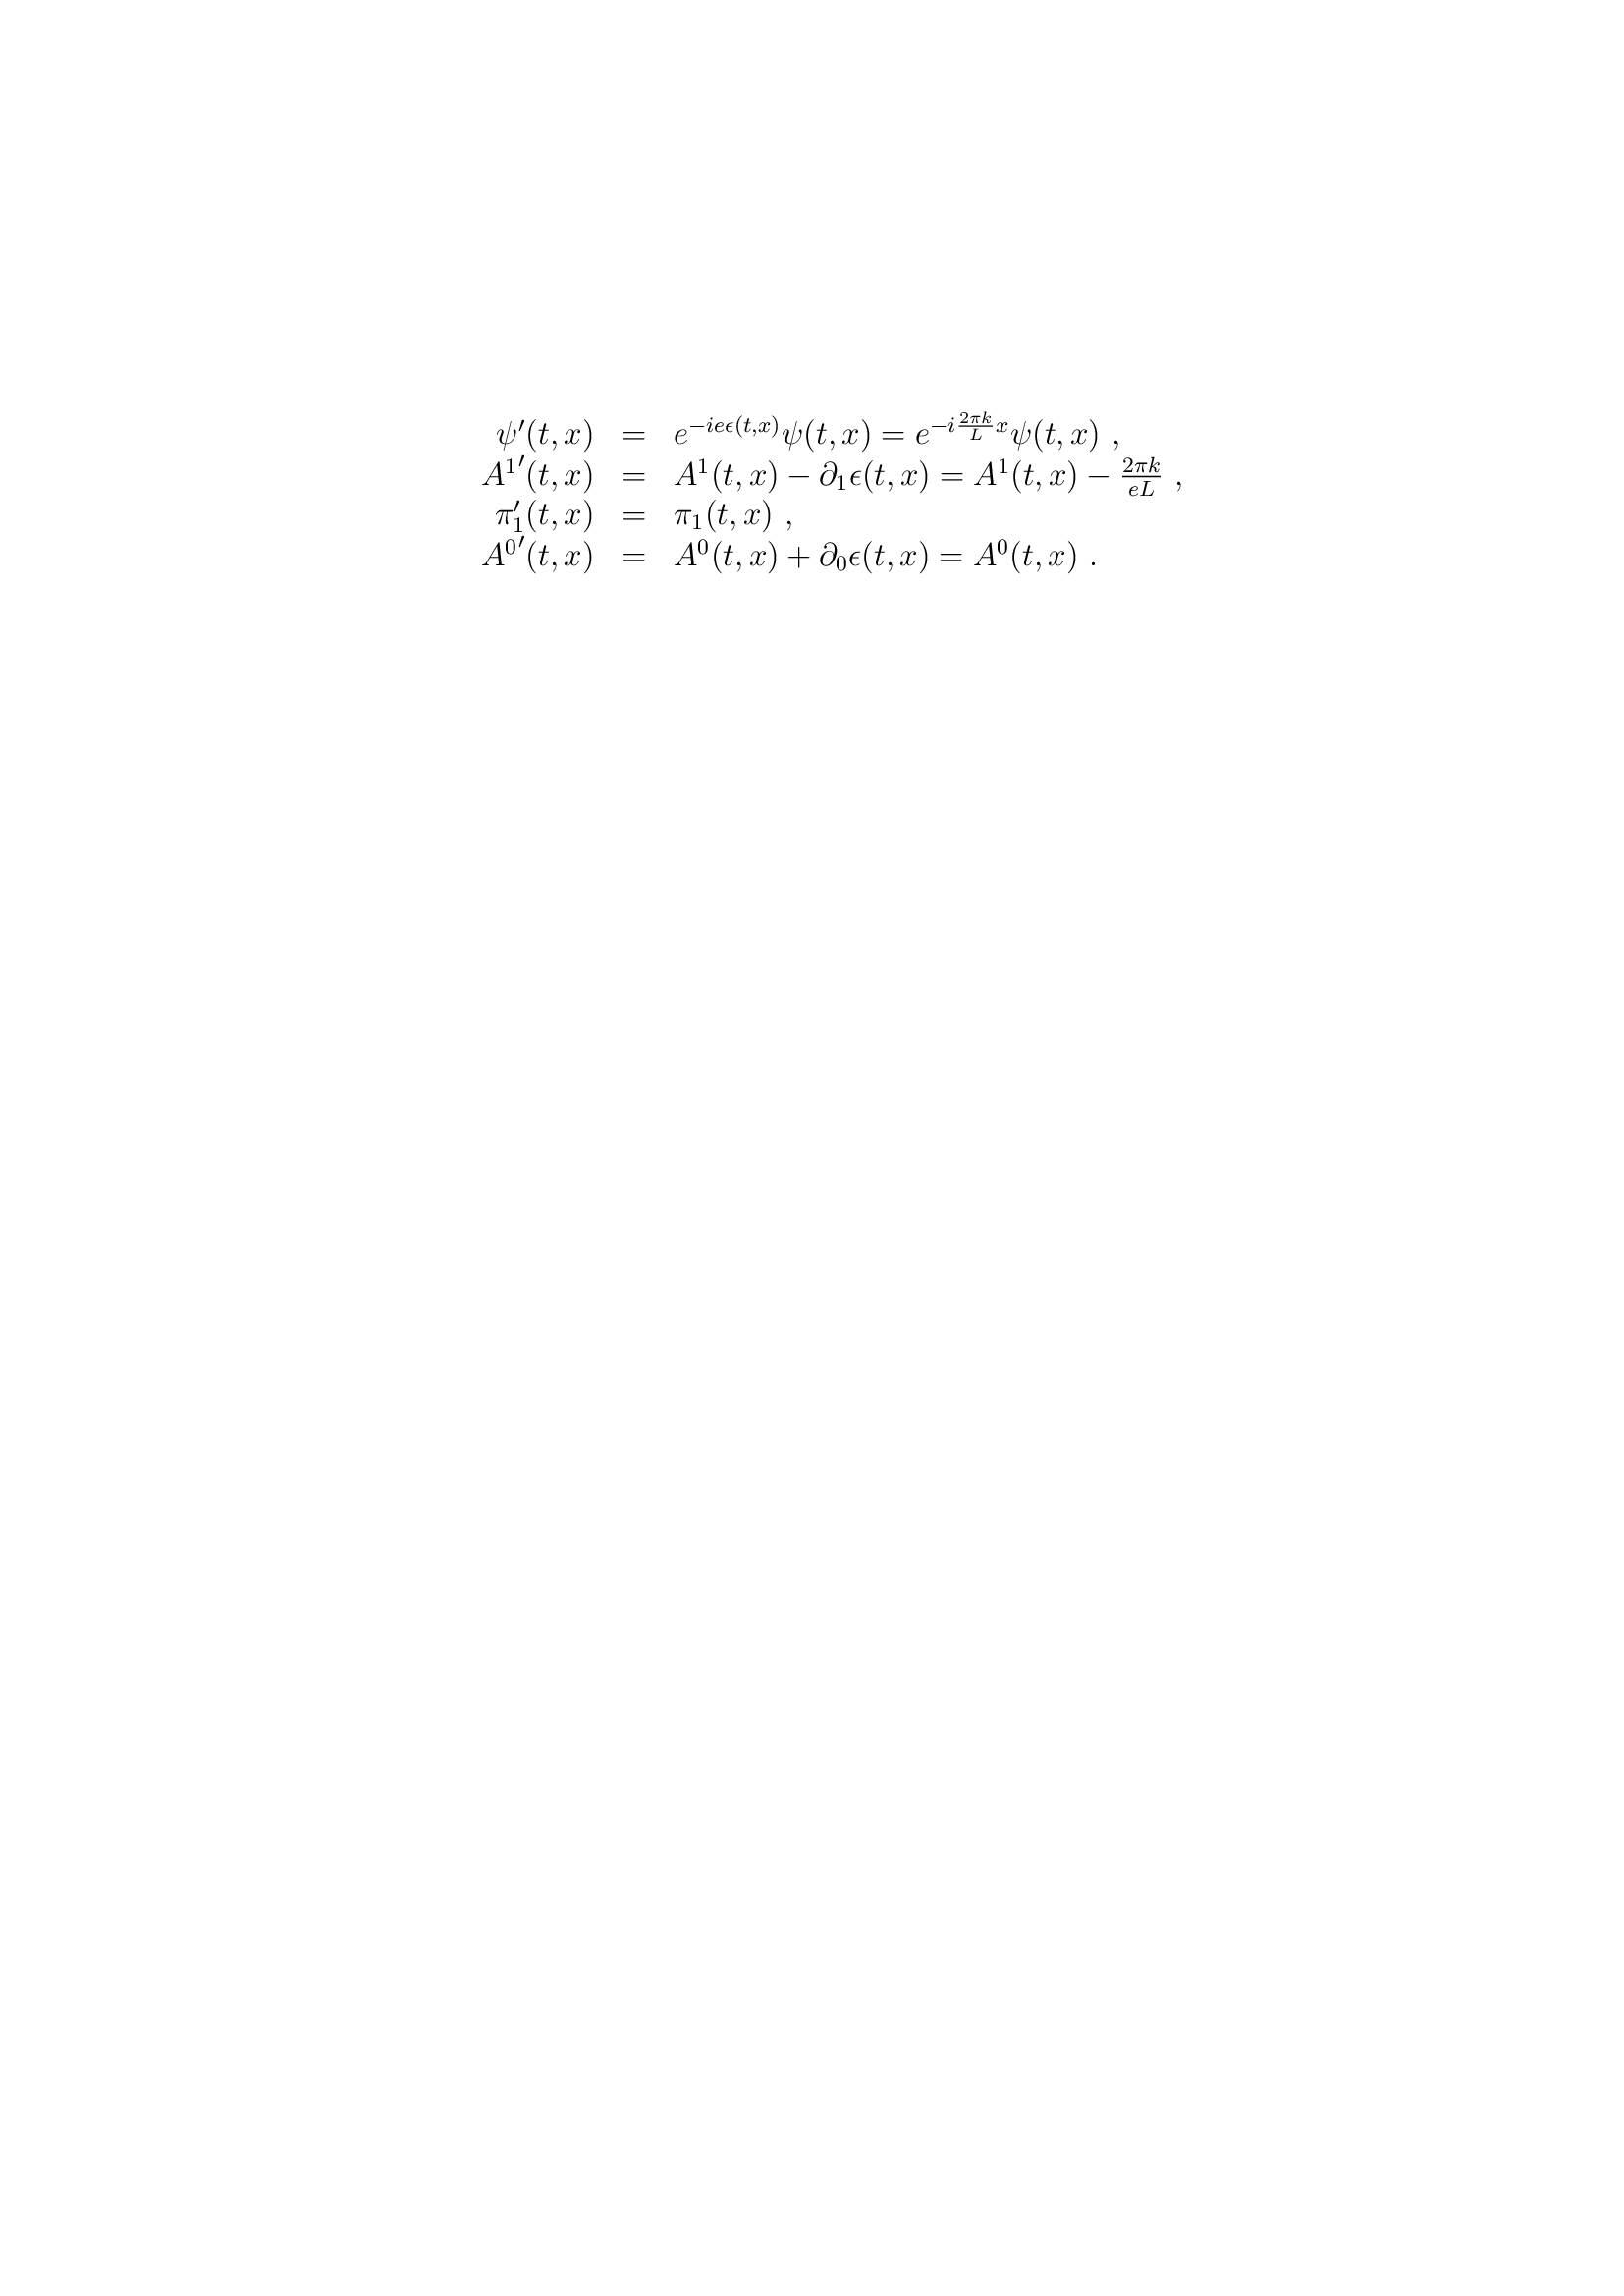 $\psi'(t,x) = e^{-ie\epsilon(t,x)}\psi(t,x) = e^{-i\frac{2\pi k}{L}x}\psi(t,x)\ ,$
${A^1}'(t,x) = A^1(t,x) - \partial_1\epsilon(t,x) = A^1(t,x) - \frac{2\pi k}{eL}\ ,$
$\pi_1'(t,x) = \pi_1(t,x)\ ,$
${A^0}'(t,x) = A^0(t,x) + \partial_0\epsilon(t,x) = A^0(t,x)\ .$